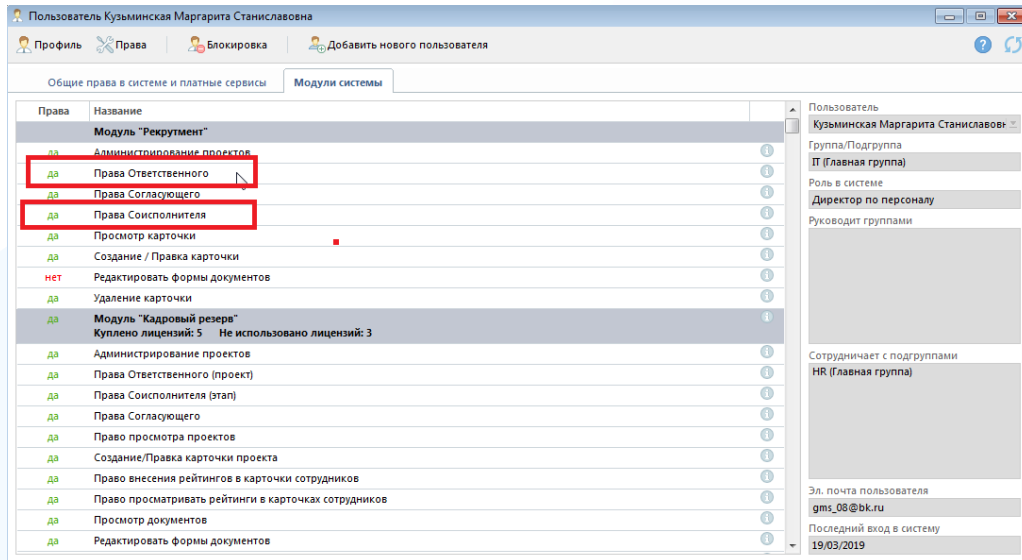 Пользователь Кузьминская Маргарита Станиславовна
Профиль Права Блокировка Добавить нового пользователя
Общие права в системе и платные сервисы Модули системы
Права Название
Модуль "Рекрутмент"
да Администрирование проектов
да Права Ответственного
да Права Согласующего
да Права Соисполнителя
да Просмотр карточки
да Создание / Правка карточки
нет Редактировать формы документов
да Удаление карточки
да Модуль "Кадровый резерв"
Куплено лицензий: 5 Не использовано лицензий: 3
да Администрирование проектов
да Права Ответственного (проект)
да Права Соисполнителя (этап)
да Права Согласующего
да Право просмотра проектов
да Создание/Правка карточки проекта
да Право внесения рейтингов в карточки сотрудников
да Право просматривать рейтинги в карточках сотрудников
да Просмотр документов
да Редактировать формы документов
Пользователь
Кузьминская Маргарита Станиславовн
Группа/Подгруппа
IT (Главная группа)
Роль в системе
Директор по персоналу
Руководит группами
Сотрудничает с подгруппами
HR (Главная группа)
Эл. почта пользователя
gms_08@bk.ru
Последний вход в систему
19/03/2019